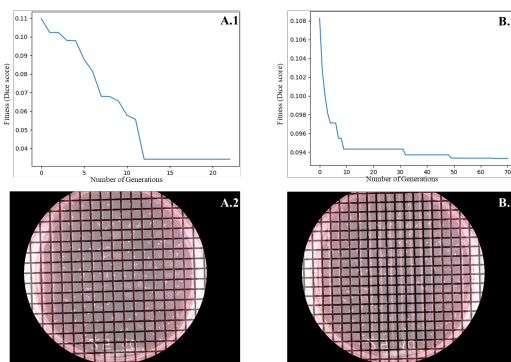 A.1
0.11
0.10
0.09
0.08
0.07
0.06
0.05
0.04
Fitness (Dice score)
0 5 10 15 20
Number of Generations
B.
0.108
0.106
0.104
0.102
0.100
0.098
0.096
0.094
Fitness (Dice score)
0 10 20 30 40 50 60 70
Number of Generations
A.2
B.